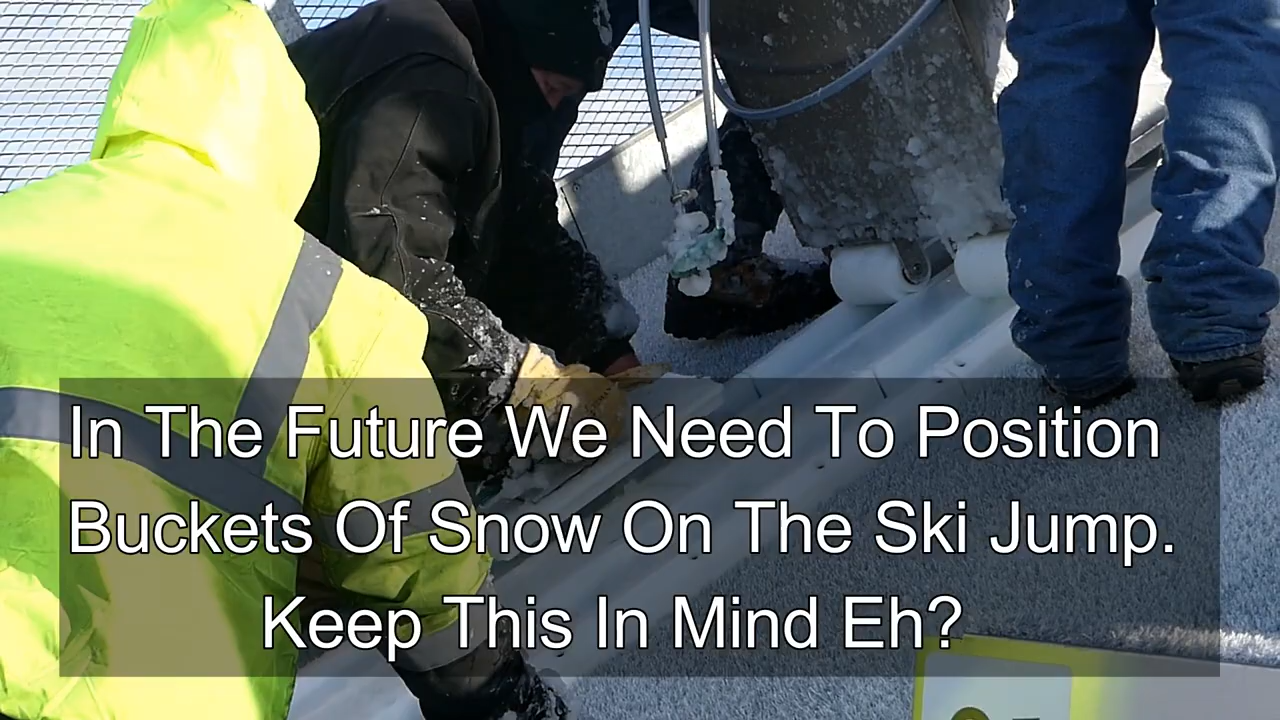 In The Future We Need To Position
Buckets Of Snow On The Ski Jump.
Keep This In Mind Eh?